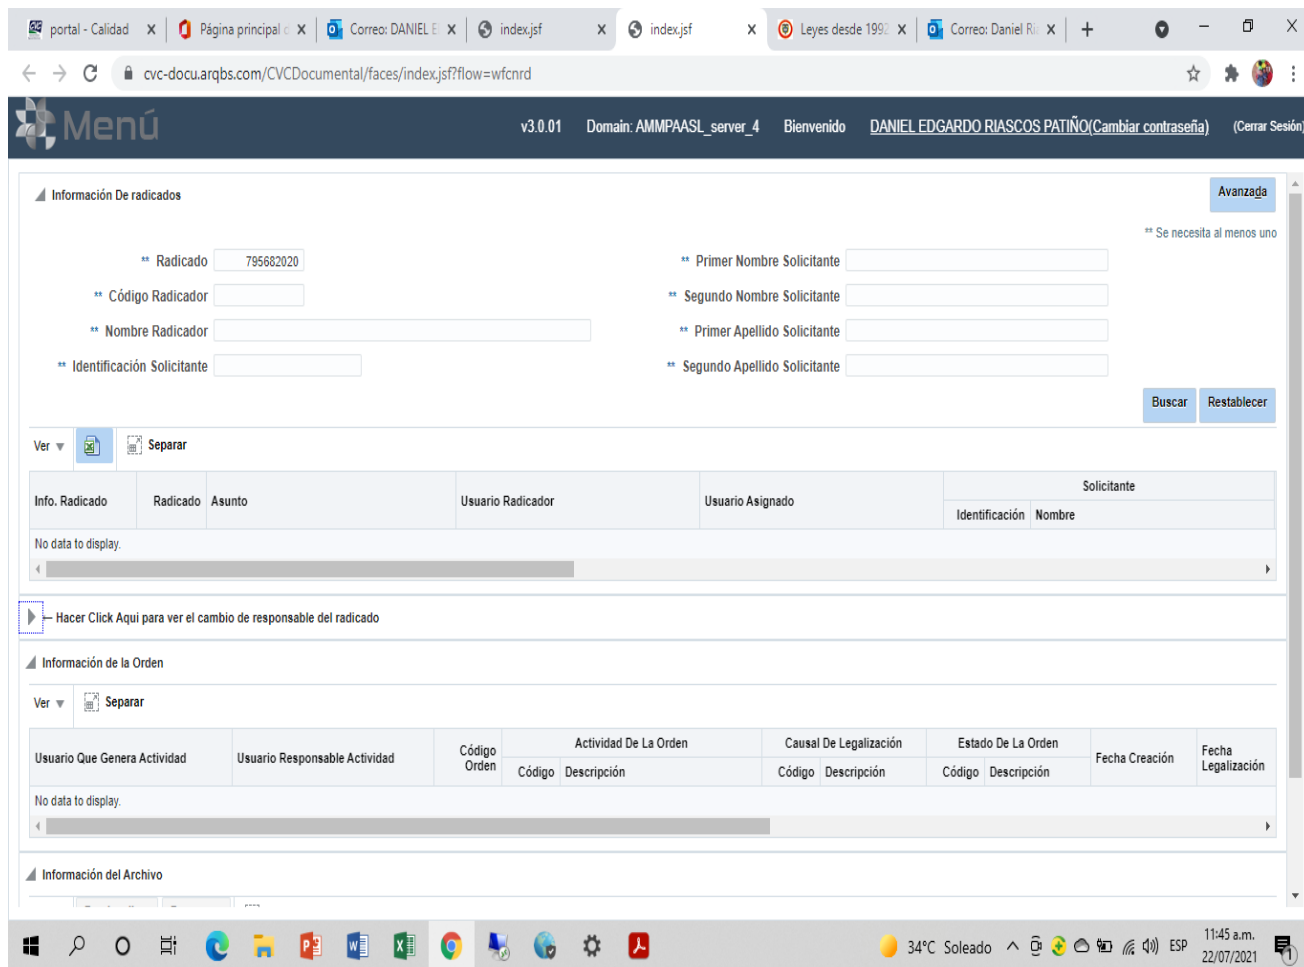 portal - Calidad
Página principal d
Correo: DANIEL E
index.jsf
index.jsf
Leyes desde 1992
Correo: Daniel Ri
cvc-docu.arqbs.com/CVCDocumental/faces/index.jsf?flow=wfcnrd
Menú
v3.0.01
Domain: AMMPAASL_server_4
Bienvenido
DANIEL EDGARDO RIASCOS PATIÑO(Cambiar contraseña)
(Cerrar Sesión)
Información De radicados
Avanzada
** Se necesita al menos uno
** Radicado 795682020
** Primer Nombre Solicitante
** Código Radicador
** Segundo Nombre Solicitante
** Nombre Radicador
** Primer Apellido Solicitante
** Identificación Solicitante
** Segundo Apellido Solicitante
Buscar
Restablecer
Ver
Separar
Info. Radicado
Radicado
Asunto
Usuario Radicador
Usuario Asignado
Solicitante
Identificación
Nombre
No data to display.
Hacer Click Aqui para ver el cambio de responsable del radicado
Información de la Orden
Ver
Separar
Usuario Que Genera Actividad
Usuario Responsable Actividad
Código Orden
Actividad De La Orden
Código
Descripción
Causal De Legalización
Código
Descripción
Estado De La Orden
Código
Descripción
Fecha Creación
Fecha Legalización
No data to display.
Información del Archivo
34°C Soleado
ESP
11:45 a.m.
22/07/2021